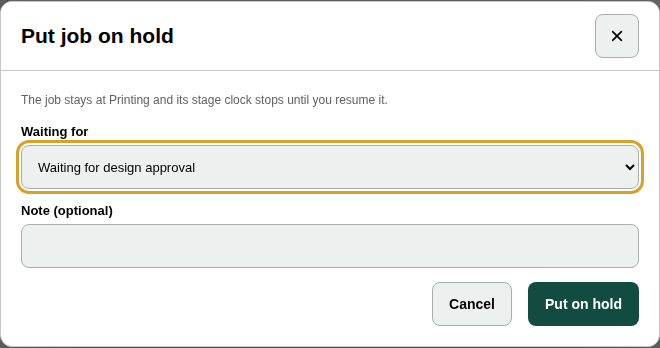 Put job on hold
×
The job stays at Printing and its stage clock stops until you resume it.
Waiting for
Waiting for design approval
Note (optional)
Cancel
Put on hold